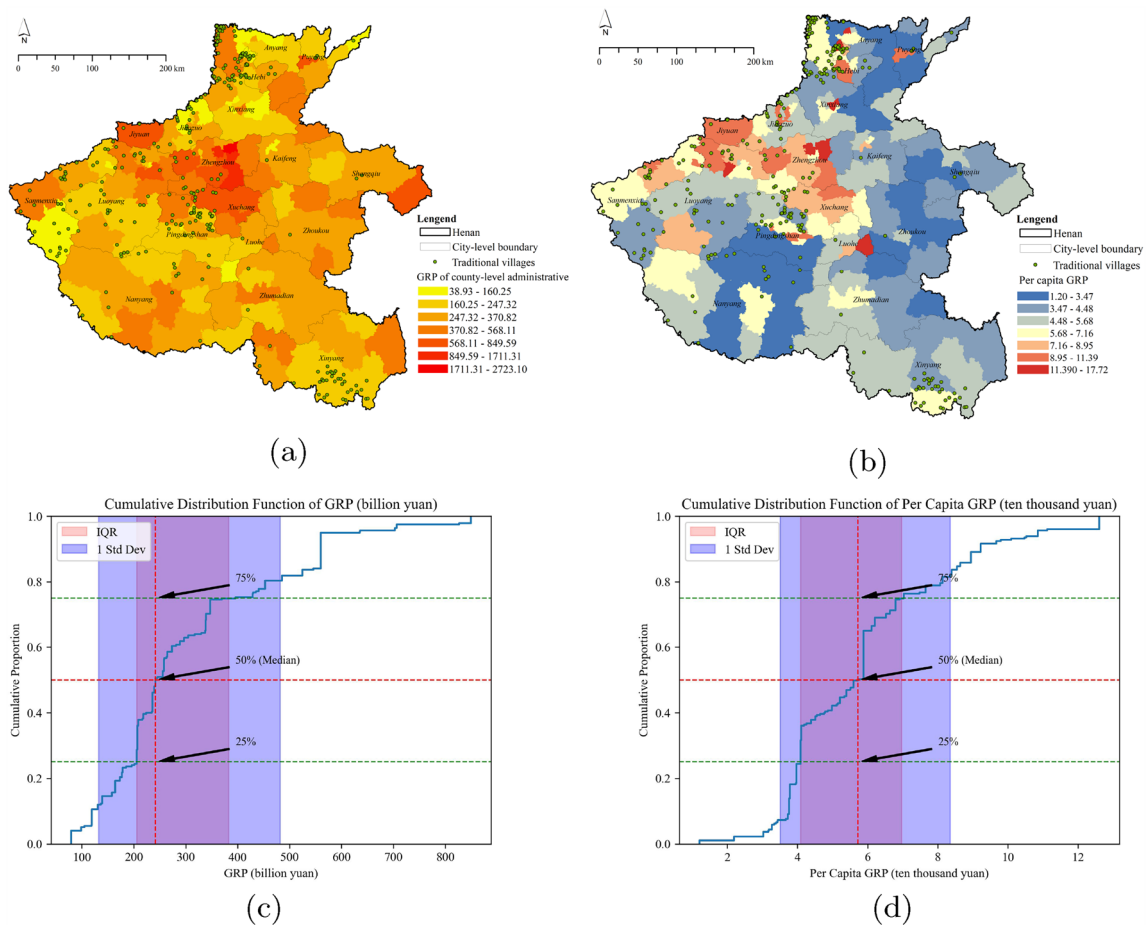 N
0 50 100 200 km
Anyang
Puyang
Hebi
Xinxiang
Jiaozuo
Jiyuan
Zhengzhou
Kaifeng
Shangqiu
Sanmenxia
Luoyang
Xuchang
Pingdingshan
Luohe
Zhoukou
Nanyang
Zhumadian
Xinyang
Lengend
Henan
City-level boundary
Traditional villages
GRP of county-level administrative
38.93 - 160.25
160.25 - 247.32
247.32 - 370.82
370.82 - 568.11
568.11 - 849.59
849.59 - 1711.31
1711.31 - 2723.10
(a)
N
0 50 100 200 km
Anyang
Puyang
Hebi
Xinxiang
Jiaozuo
Jiyuan
Zhengzhou
Kaifeng
Shangqiu
Sanmenxia
Luoyang
Xuchang
Pingdingshan
Luohe
Zhoukou
Nanyang
Zhumadian
Xinyang
Lengend
Henan
City-level boundary
Traditional villages
Per capita GRP
1.20 - 3.47
3.47 - 4.48
4.48 - 5.68
5.68 - 7.16
7.16 - 8.95
8.95 - 11.39
11.390 - 17.72
(b)
Cumulative Distribution Function of GRP (billion yuan)
IQR
1 Std Dev
75%
50% (Median)
25%
1.0
0.8
0.6
0.4
0.2
0.0
Cumulative Proportion
100 200 300 400 500 600 700 800
GRP (billion yuan)
(c)
Cumulative Distribution Function of Per Capita GRP (ten thousand yuan)
IQR
1 Std Dev
75%
50% (Median)
25%
1.0
0.8
0.6
0.4
0.2
0.0
Cumulative Proportion
2 4 6 8 10 12
Per Capita GRP (ten thousand yuan)
(d)